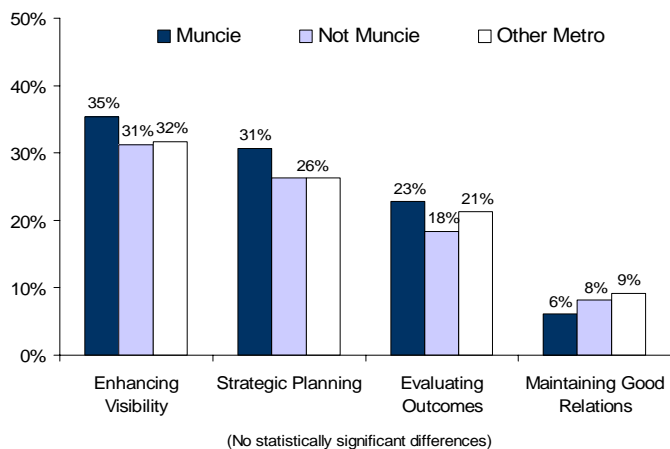 50%
40%
30%
20%
10%
0%
Muncie Not Muncie Other Metro
35%
31% 32%
31%
26%
23%
18%
21%
6%
8%
9%
Enhancing
Visibility
Strategic Planning
Evaluating
Outcomes
Maintaining Good
Relations
(No statistically significant differences)